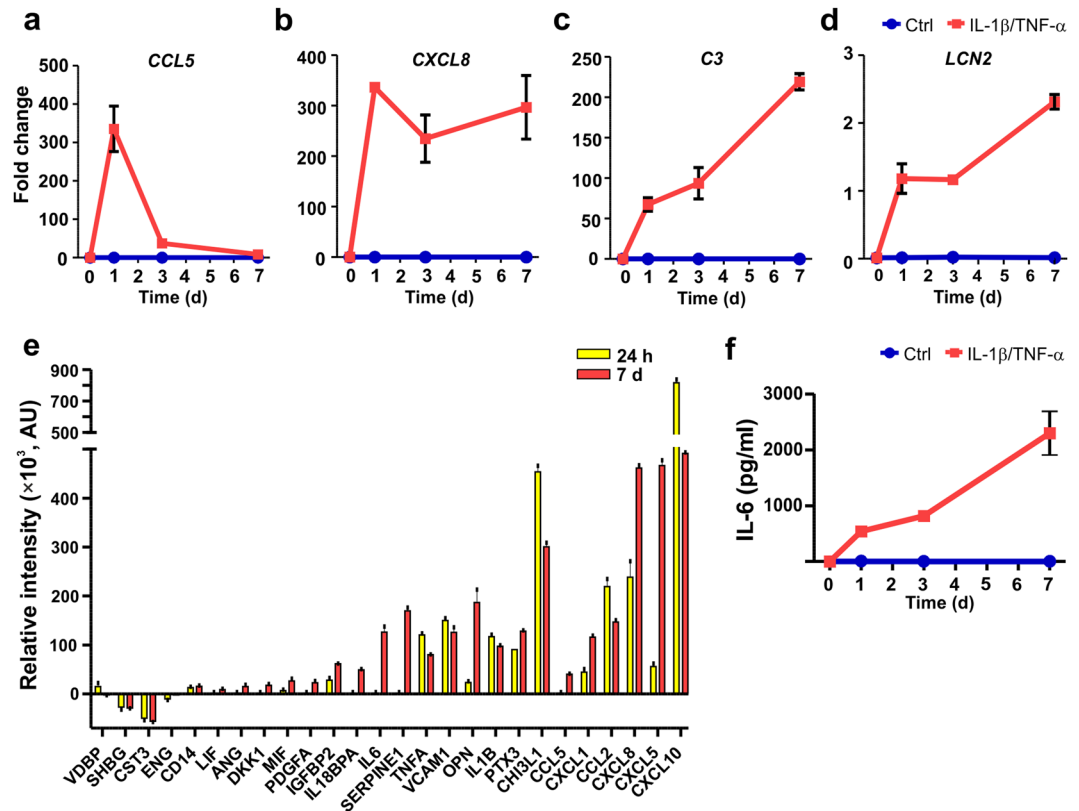 a
CCL5
Fold change
500
400
300
200
100
0
0 1 2 3 4 5 6 7
Time (d)
b
CXCL8
400
300
200
100
0
0 1 2 3 4 5 6 7
Time (d)
c
C3
250
200
150
100
50
0
0 1 2 3 4 5 6 7
Time (d)
Ctrl IL-1β/TNF-α
d
LCN2
3
2
1
0
0 1 2 3 4 5 6 7
Time (d)
e
24 h
7 d
Relative intensity (×10³, AU)
900
700
500
400
300
200
100
0
VDBP
SHBG
CST3
ENG
CD14
LIF
ANG
DKK1
MIF
PDGFA
IGFBP2
IL18BPA
IL6
SERPINE1
TNFA
VCAM1
OPN
IL1B
PTX3
CHI3L1
CCL5
CXCL1
CCL2
CXCL8
CXCL5
CXCL10
f
Ctrl IL-1β/TNF-α
IL-6 (pg/ml)
3000
2000
1000
0 1 2 3 4 5 6 7
Time (d)